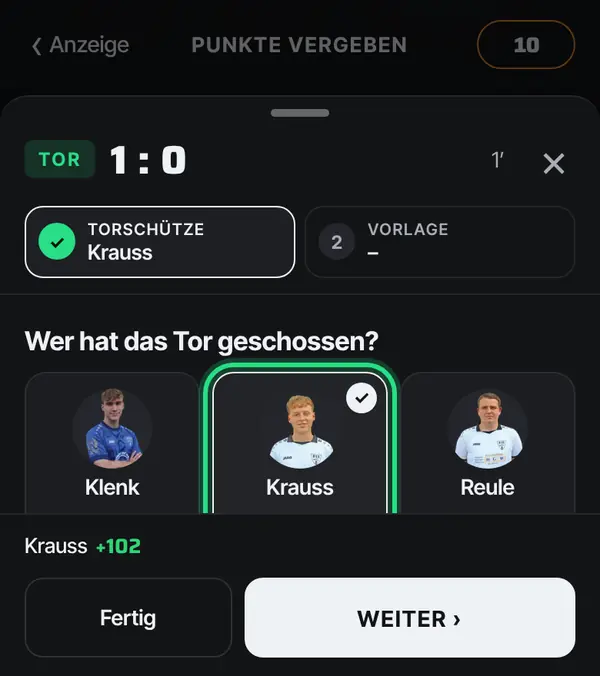 ‹ Anzeige
PUNKTE VERGEBEN
10
TOR 1 : 0
1′
TORSCHÜTZE
Krauss
2
VORLAGE
–
Wer hat das Tor geschossen?
Klenk
Krauss
Reule
Krauss +102
Fertig
WEITER ›